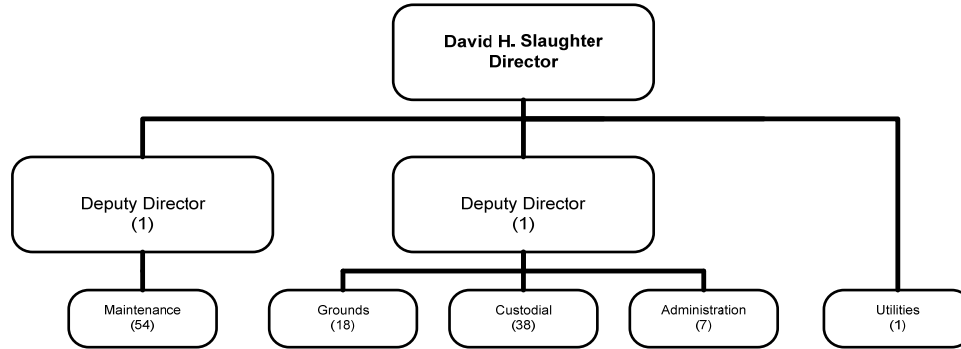 David H. Slaughter
Director
Deputy Director
(1)
Deputy Director
(1)
Maintenance
(54)
Grounds
(18)
Custodial
(38)
Administration
(7)
Utilities
(1)